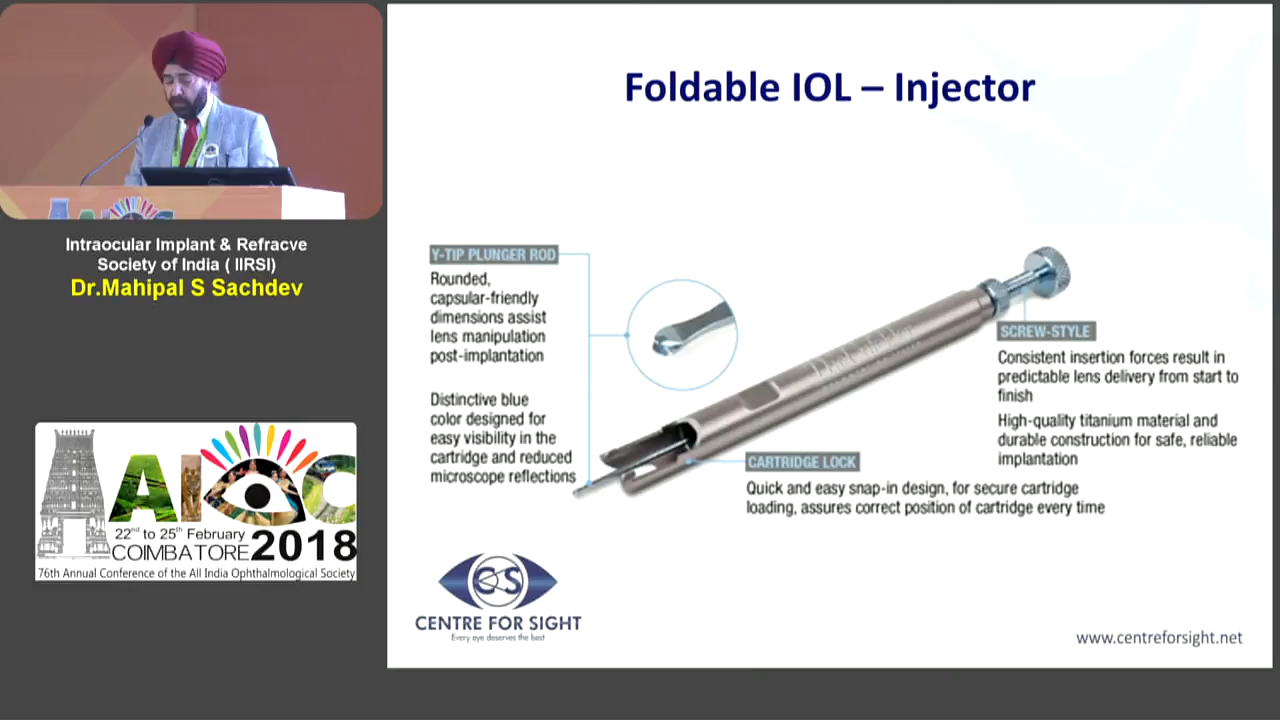 Foldable IOL – Injector
Intraocular Implant & Refracve
Society of India ( IIRSI)
Dr.Mahipal S Sachdev
Y-TIP PLUNGER ROD
Rounded,
capsular-friendly
dimensions assist
lens manipulation
post-implantation
Distinctive blue
color designed for
easy visibility in the
cartridge and reduced
microscope reflections
SCREW-STYLE
Consistent insertion forces result in
predictable lens delivery from start to
finish
High-quality titanium material and
durable construction for safe, reliable
implantation
CARTRIDGE LOCK
Quick and easy snap-in design, for secure cartridge
loading, assures correct position of cartridge every time
AIOC
22nd to 25th February
COIMBATORE 2018
76th Annual Conference of the All India Ophthalmological Society
CS
CENTRE FOR SIGHT
Every eye deserves the best
www.centreforsight.net